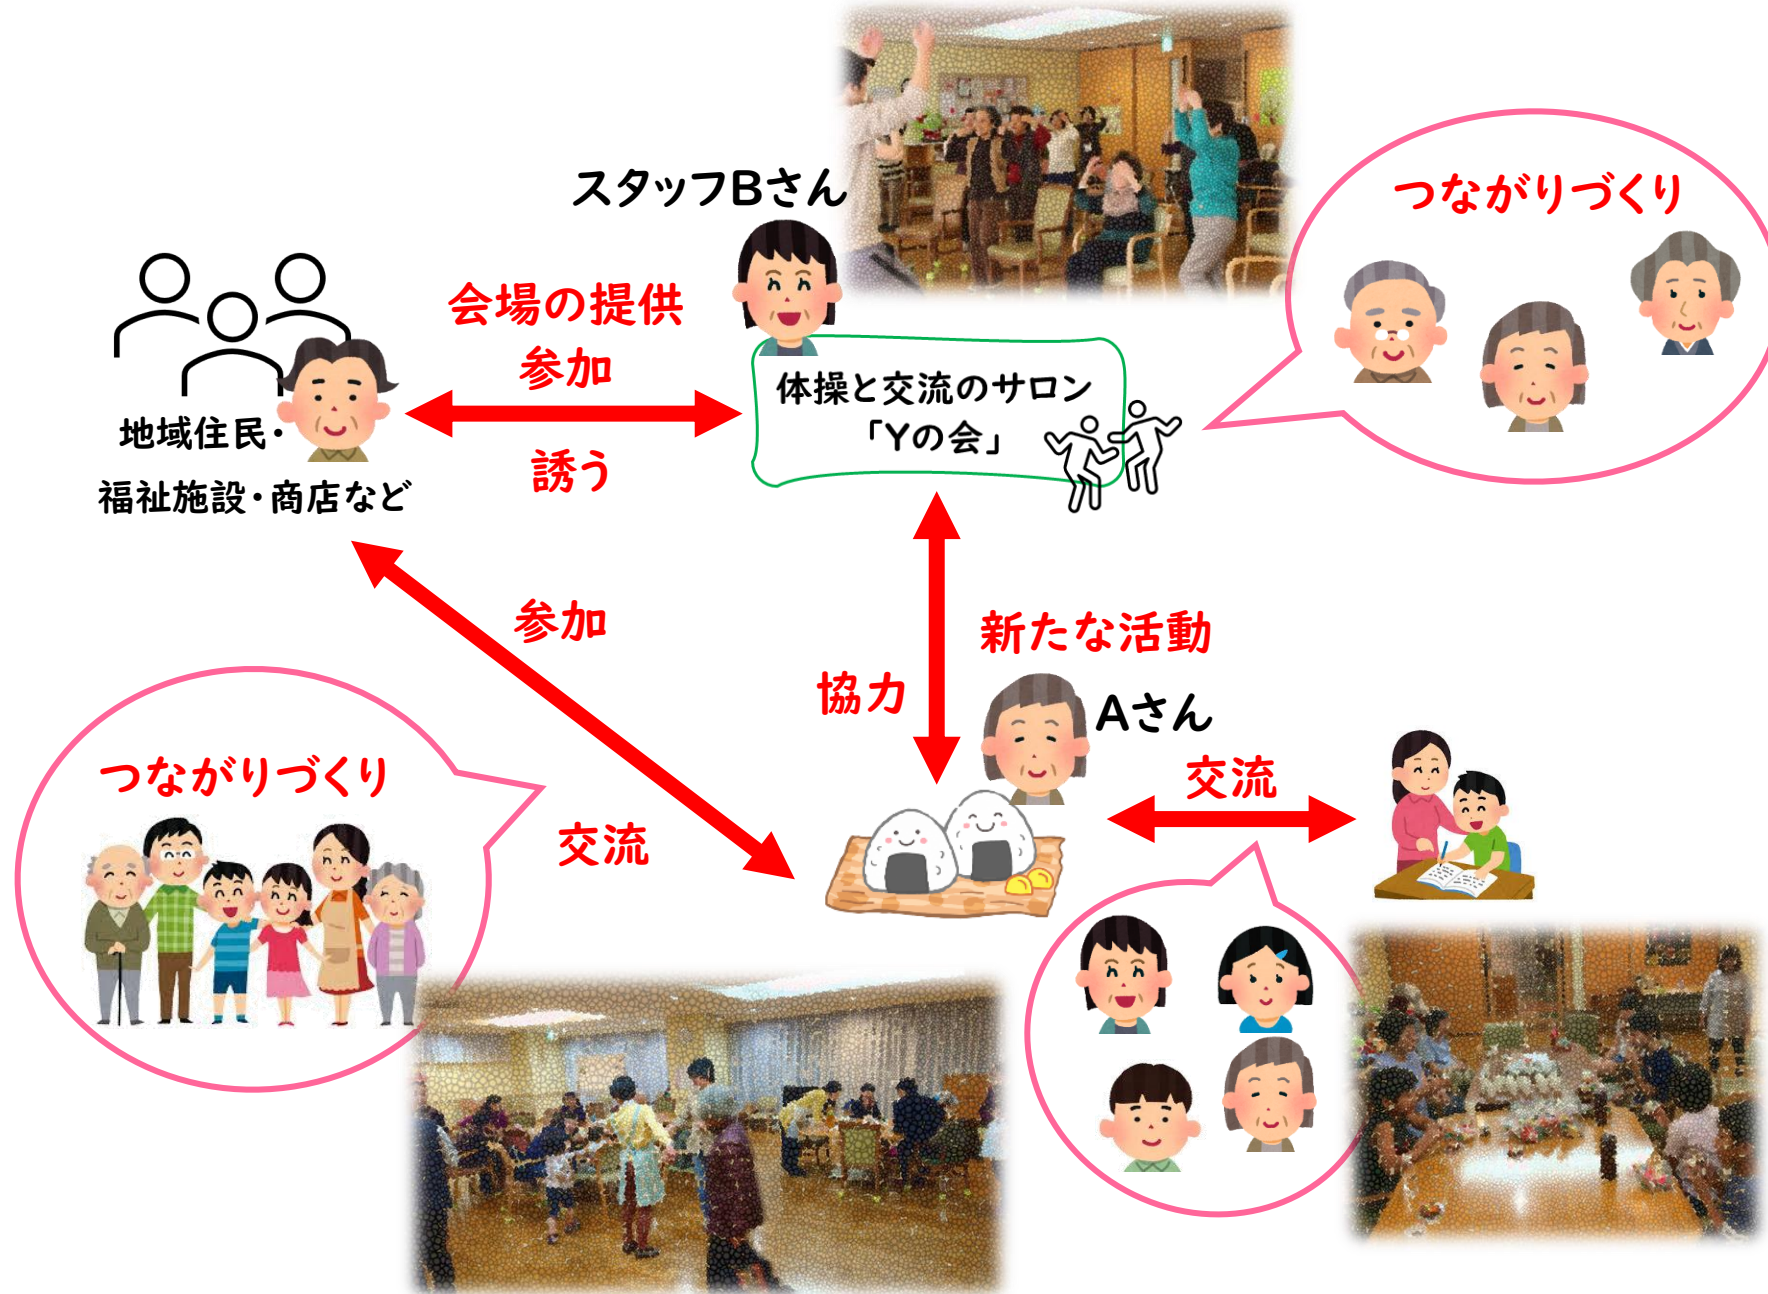 スタッフBさん
つながりづくり
会場の提供
参加
体操と交流のサロン
「Yの会」
地域住民・
福祉施設・商店など
誘う
参加
新たな活動
協力
Aさん
つながりづくり
交流
交流